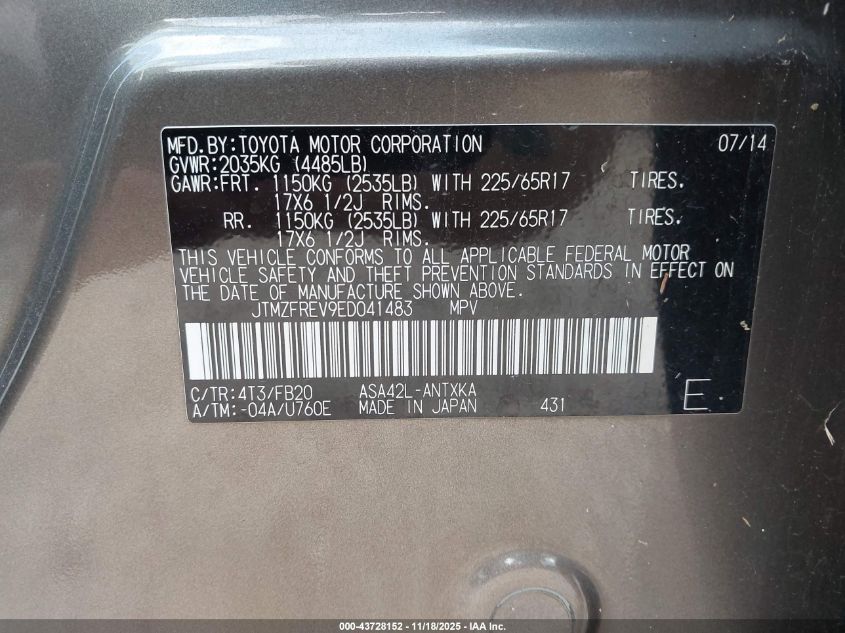 MFD.BY:TOYOTA MOTOR CORPORATION 07/14
GVWR:2035KG (4485LB)
GAWR:FRT. 1150KG (2535LB) WITH 225/65R17 TIRES.
17X6 1/2J RIMS.
RR. 1150KG (2535LB) WITH 225/65R17 TIRES.
17X6 1/2J RIMS.
THIS VEHICLE CONFORMS TO ALL APPLICABLE FEDERAL MOTOR
VEHICLE SAFETY AND THEFT PREVENTION STANDARDS IN EFFECT ON
THE DATE OF MANUFACTURE SHOWN ABOVE.
JTMZFREV9ED041483 MPV
C/TR:4T3/FB20 ASA42L-ANTXKA
A/TM:-04A/U760E MADE IN JAPAN 431 E
000-43728152 - 11/18/2025 - IAA Inc.